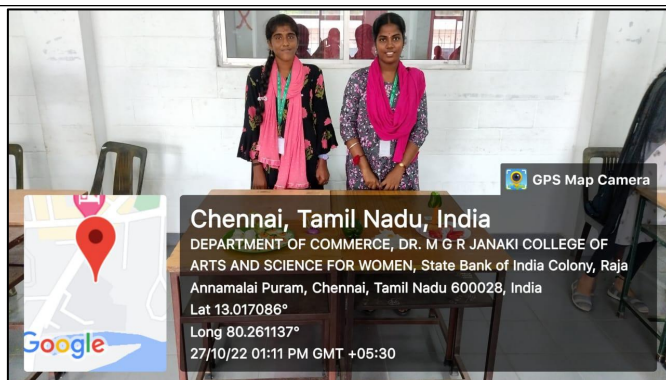 GPS Map Camera
Chennai, Tamil Nadu, India
DEPARTMENT OF COMMERCE, DR. M G R JANAKI COLLEGE OF
ARTS AND SCIENCE FOR WOMEN, State Bank of India Colony, Raja
Annamalai Puram, Chennai, Tamil Nadu 600028, India
Lat 13.017086°
Long 80.261137°
27/10/22 01:11 PM GMT +05:30
Google